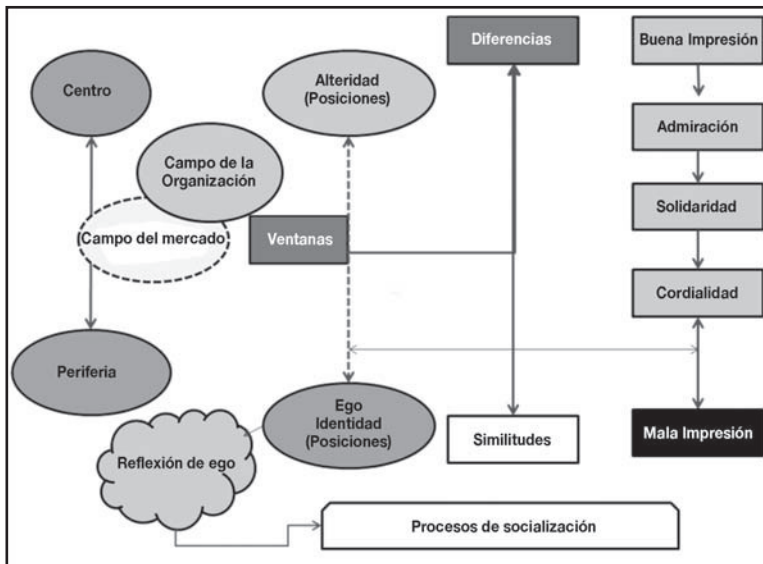 Diferencias
Buena Impresión
Centro
Alteridad
(Posiciones)
Admiración
Campo de la
Organización
Solidaridad
Campo del mercado
Ventanas
Cordialidad
Periferia
Ego
Identidad
(Posiciones)
Similitudes
Mala Impresión
Reflexión de ego
Procesos de socialización